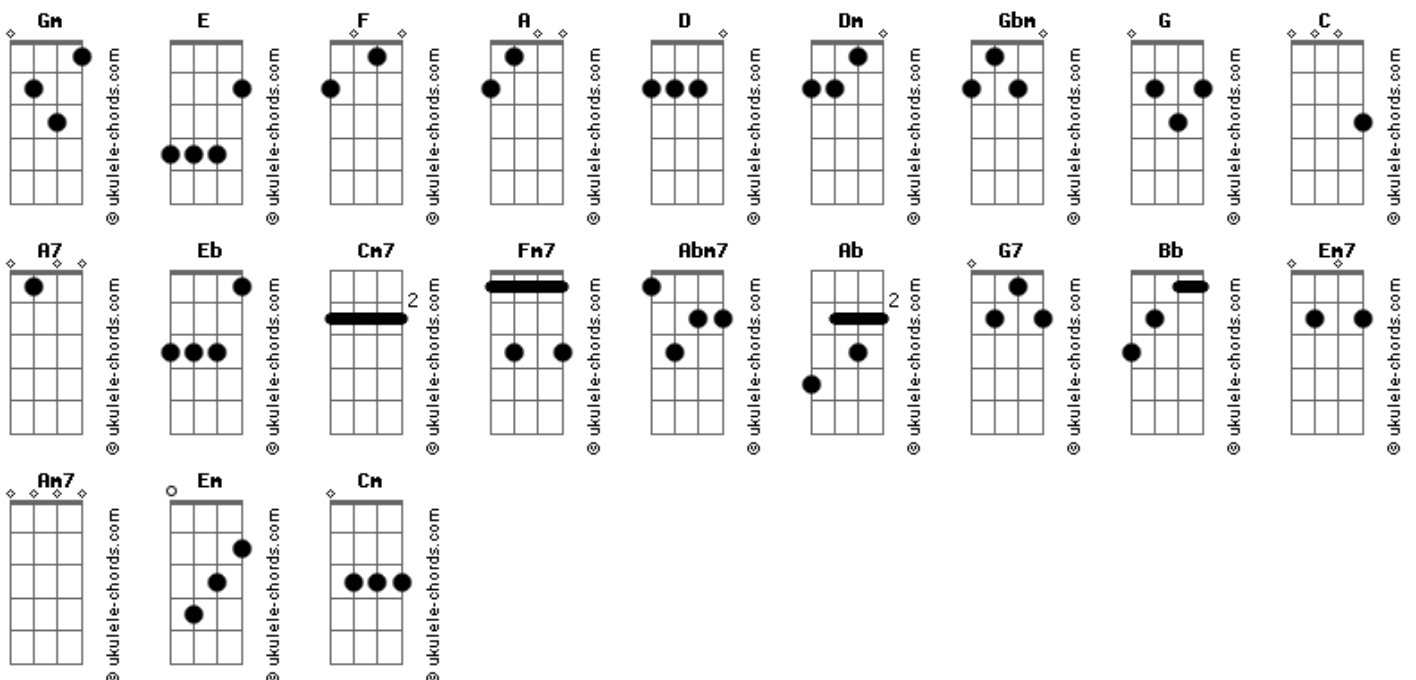 Gm E F A D Dm Gbm G C
© ukulele-chords.com © ukulele-chords.com © ukulele-chords.com © ukulele-chords.com © ukulele-chords.com © ukulele-chords.com © ukulele-chords.com © ukulele-chords.com © ukulele-chords.com
A7 Eb Cm7 Fm7 Abm7 Ab G7 Bb Em7
2 2
© ukulele-chords.com © ukulele-chords.com © ukulele-chords.com © ukulele-chords.com © ukulele-chords.com © ukulele-chords.com © ukulele-chords.com © ukulele-chords.com © ukulele-chords.com
Am7 Em Cm
© ukulele-chords.com © ukulele-chords.com © ukulele-chords.com